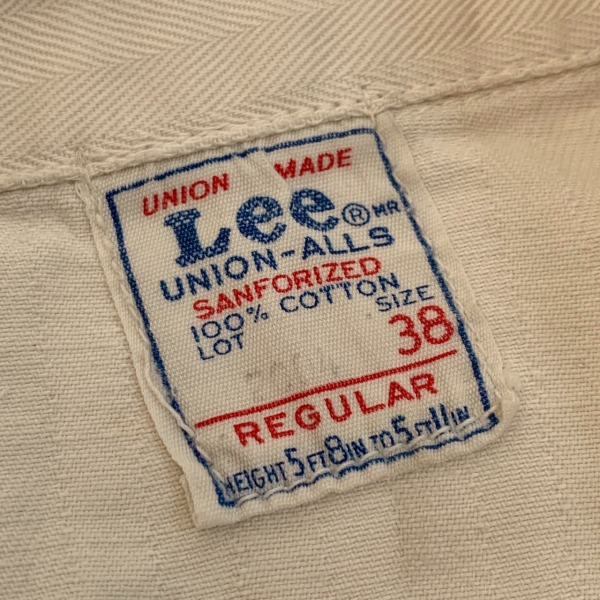 UNION MADE
Lee ® MR
UNION-ALLS
SANFORIZED
100% COTTON
LOT SIZE
38
REGULAR
HEIGHT 5 FT 8 IN TO 5 FT 11 IN